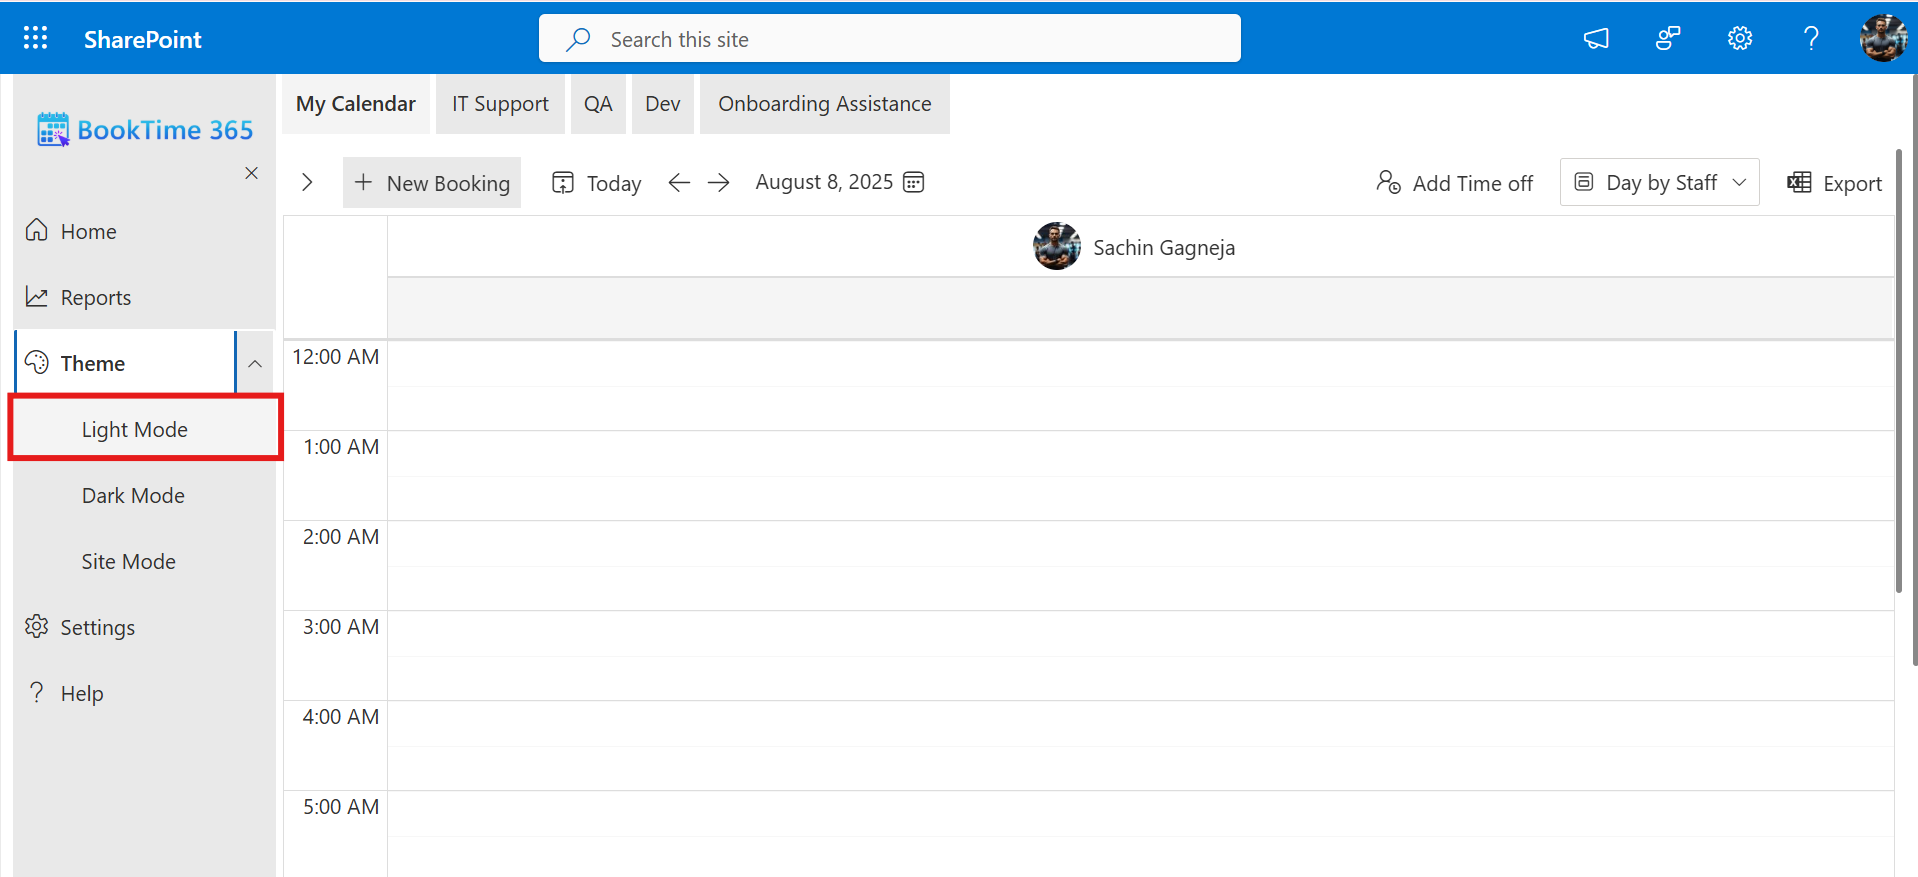 SharePoint
Search this site
BookTime 365
My Calendar
IT Support
QA
Dev
Onboarding Assistance
New Booking
Today
August 8, 2025
Add Time off
Day by Staff
Export
Home
Reports
Theme
Light Mode
Dark Mode
Site Mode
Settings
Help
Sachin Gagneja
12:00 AM
1:00 AM
2:00 AM
3:00 AM
4:00 AM
5:00 AM